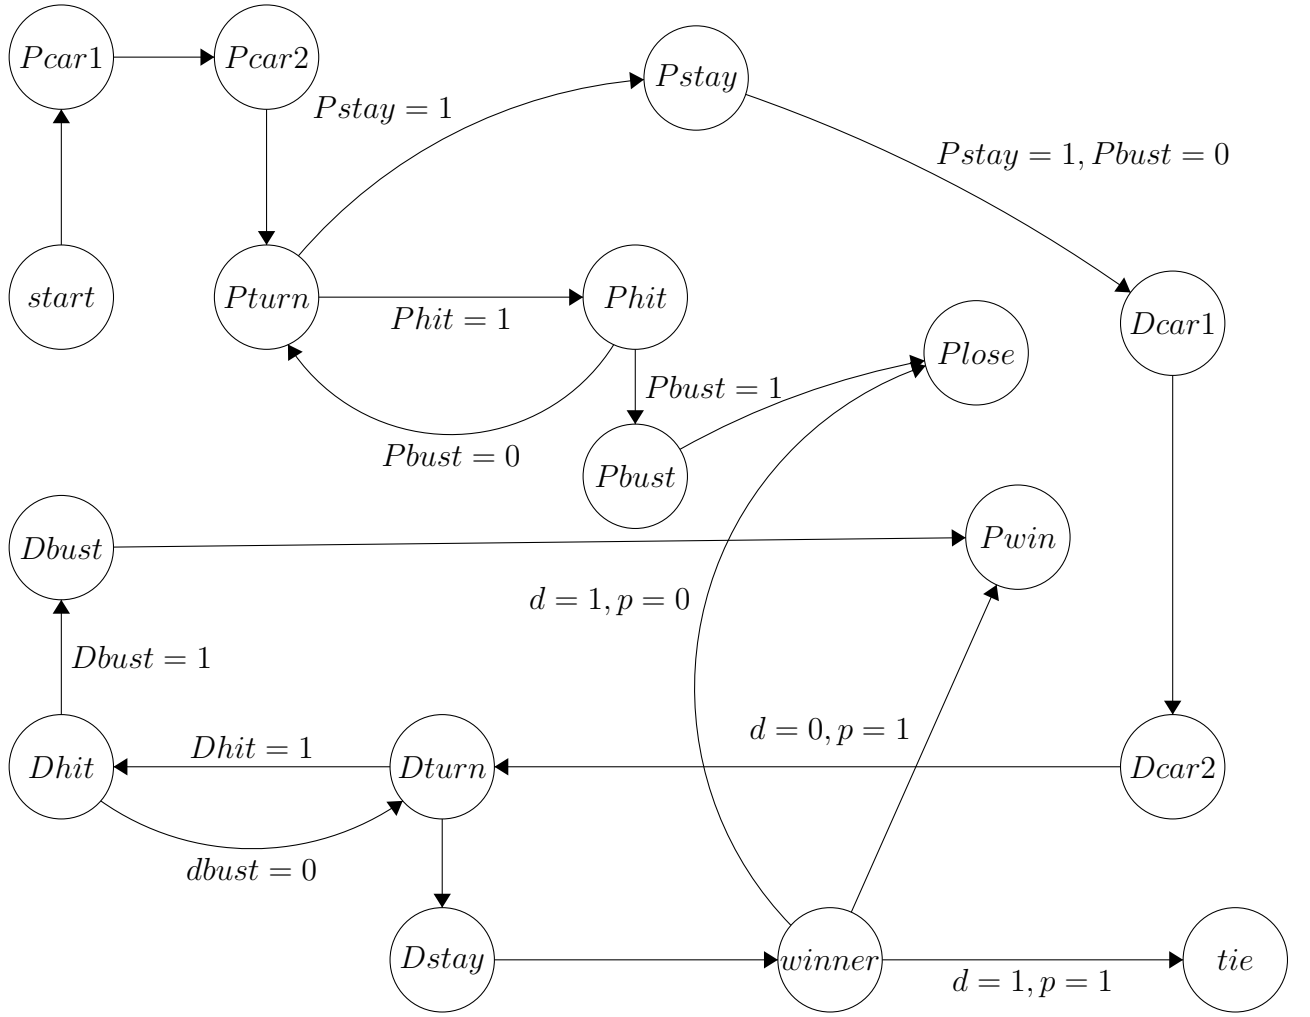 Pcar1
Pcar2
Pstay
Pstay = 1
Pstay = 1, Pbust = 0
start
Pturn
Phit
Phit = 1
Dcar1
Plose
Pbust = 1
Pbust = 0
Pbust
Dbust
Pwin
d = 1, p = 0
Dbust = 1
d = 0, p = 1
Dhit = 1
Dhit
Dturn
Dcar2
dbust = 0
Dstay
winner
tie
d = 1, p = 1